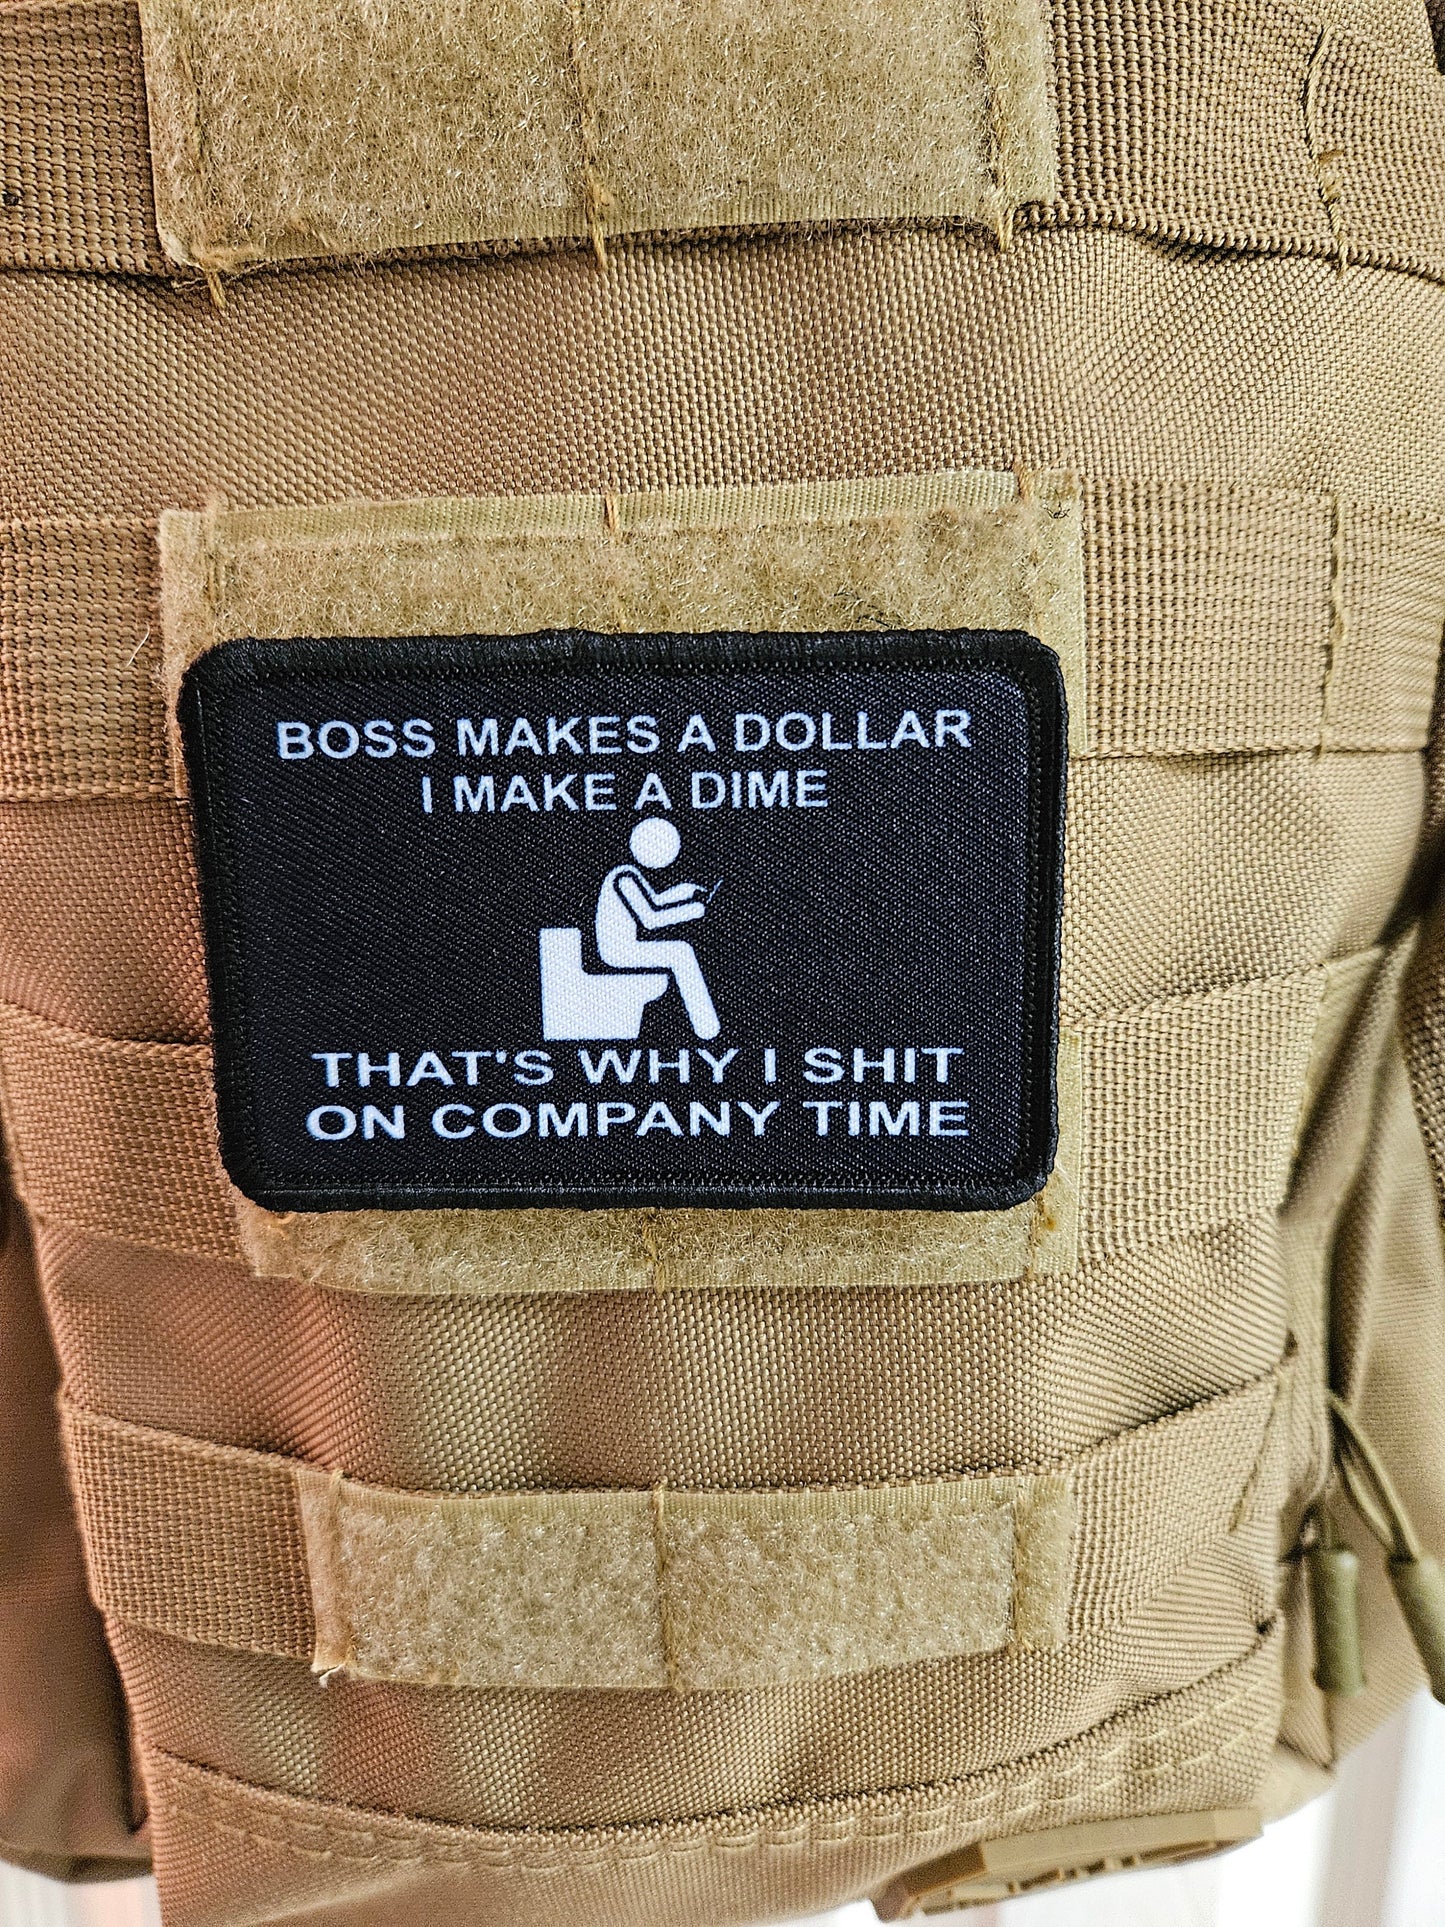 BOSS MAKES A DOLLAR
I MAKE A DIME
THAT'S WHY I SHIT
ON COMPANY TIME